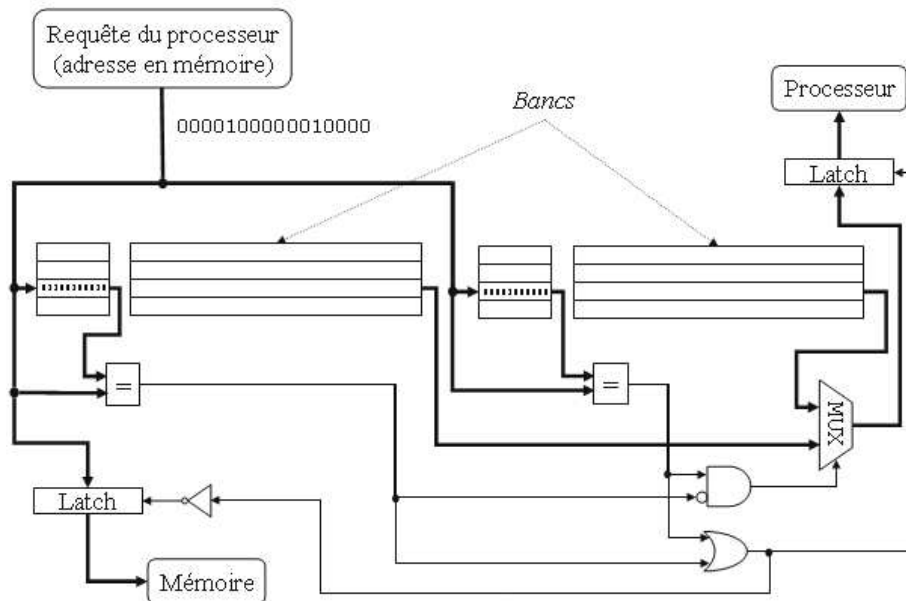 Requête du processeur
(adresse en mémoire)
0000100000010000
Bancs
Processeur
Latch
=
=
MUX
Latch
Mémoire